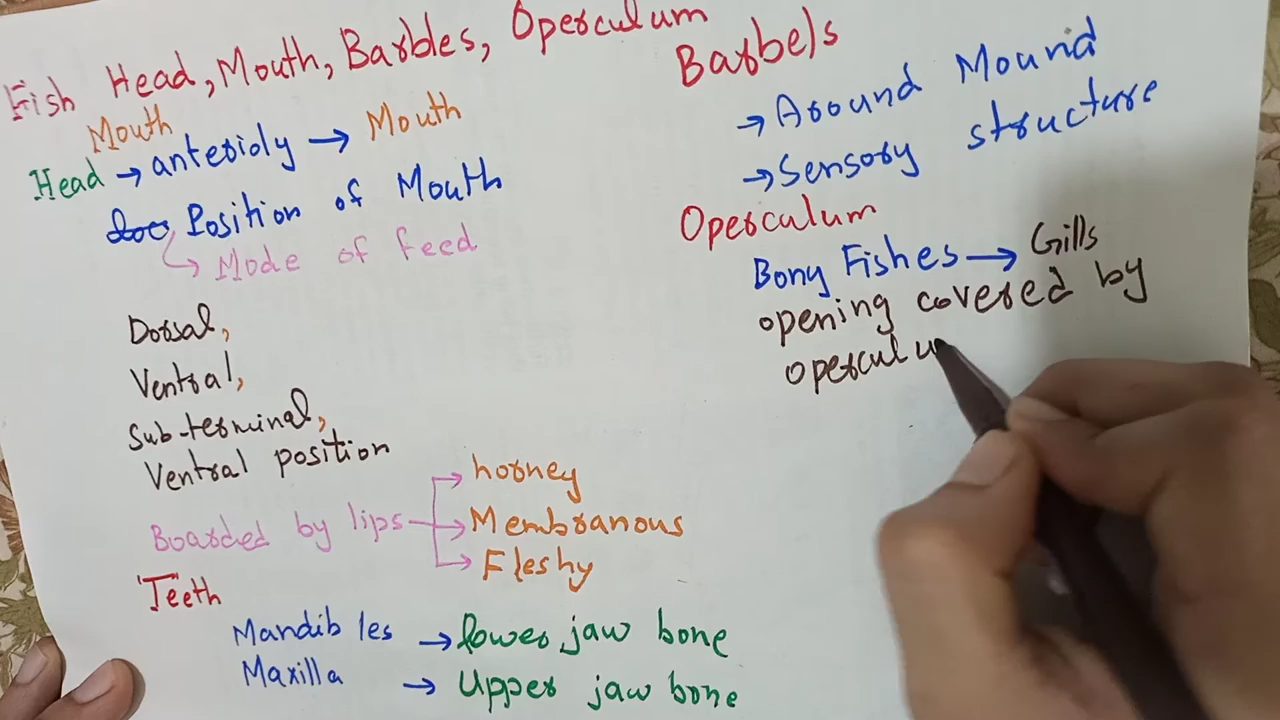 Fish Head, Mouth, Barbles, Operculum
Mouth
Head → anterioly → Mouth
Position of Mouth
↳ Mode of feed
Dorsal,
Ventral,
Sub-terminal,
Ventral position
Boarded by lips → horney
→ Membranous
→ Fleshy
Teeth
Mandibles → lower jaw bone
Maxilla → Upper jaw bone
Barbels
→ Around Mound
→ Sensory structure
Operculum
Bony Fishes → Gills
opening covered by
operculu